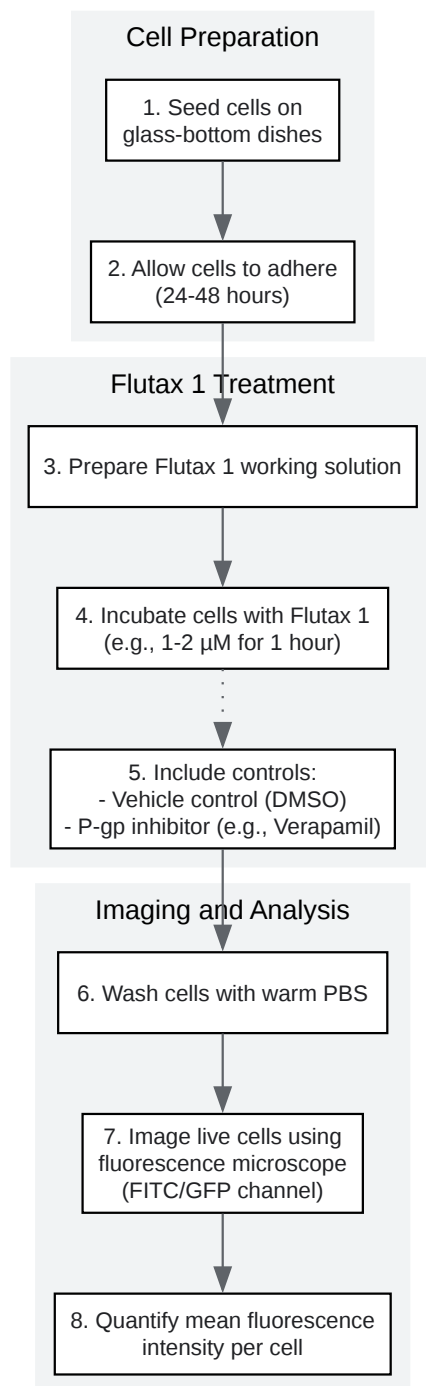 Cell Preparation
1. Seed cells on
glass-bottom dishes
2. Allow cells to adhere
(24-48 hours)
Flutax 1 Treatment
3. Prepare Flutax 1 working solution
4. Incubate cells with Flutax 1
(e.g., 1-2 µM for 1 hour)
5. Include controls:
- Vehicle control (DMSO)
- P-gp inhibitor (e.g., Verapamil)
Imaging and Analysis
6. Wash cells with warm PBS
7. Image live cells using
fluorescence microscope
(FITC/GFP channel)
8. Quantify mean fluorescence
intensity per cell